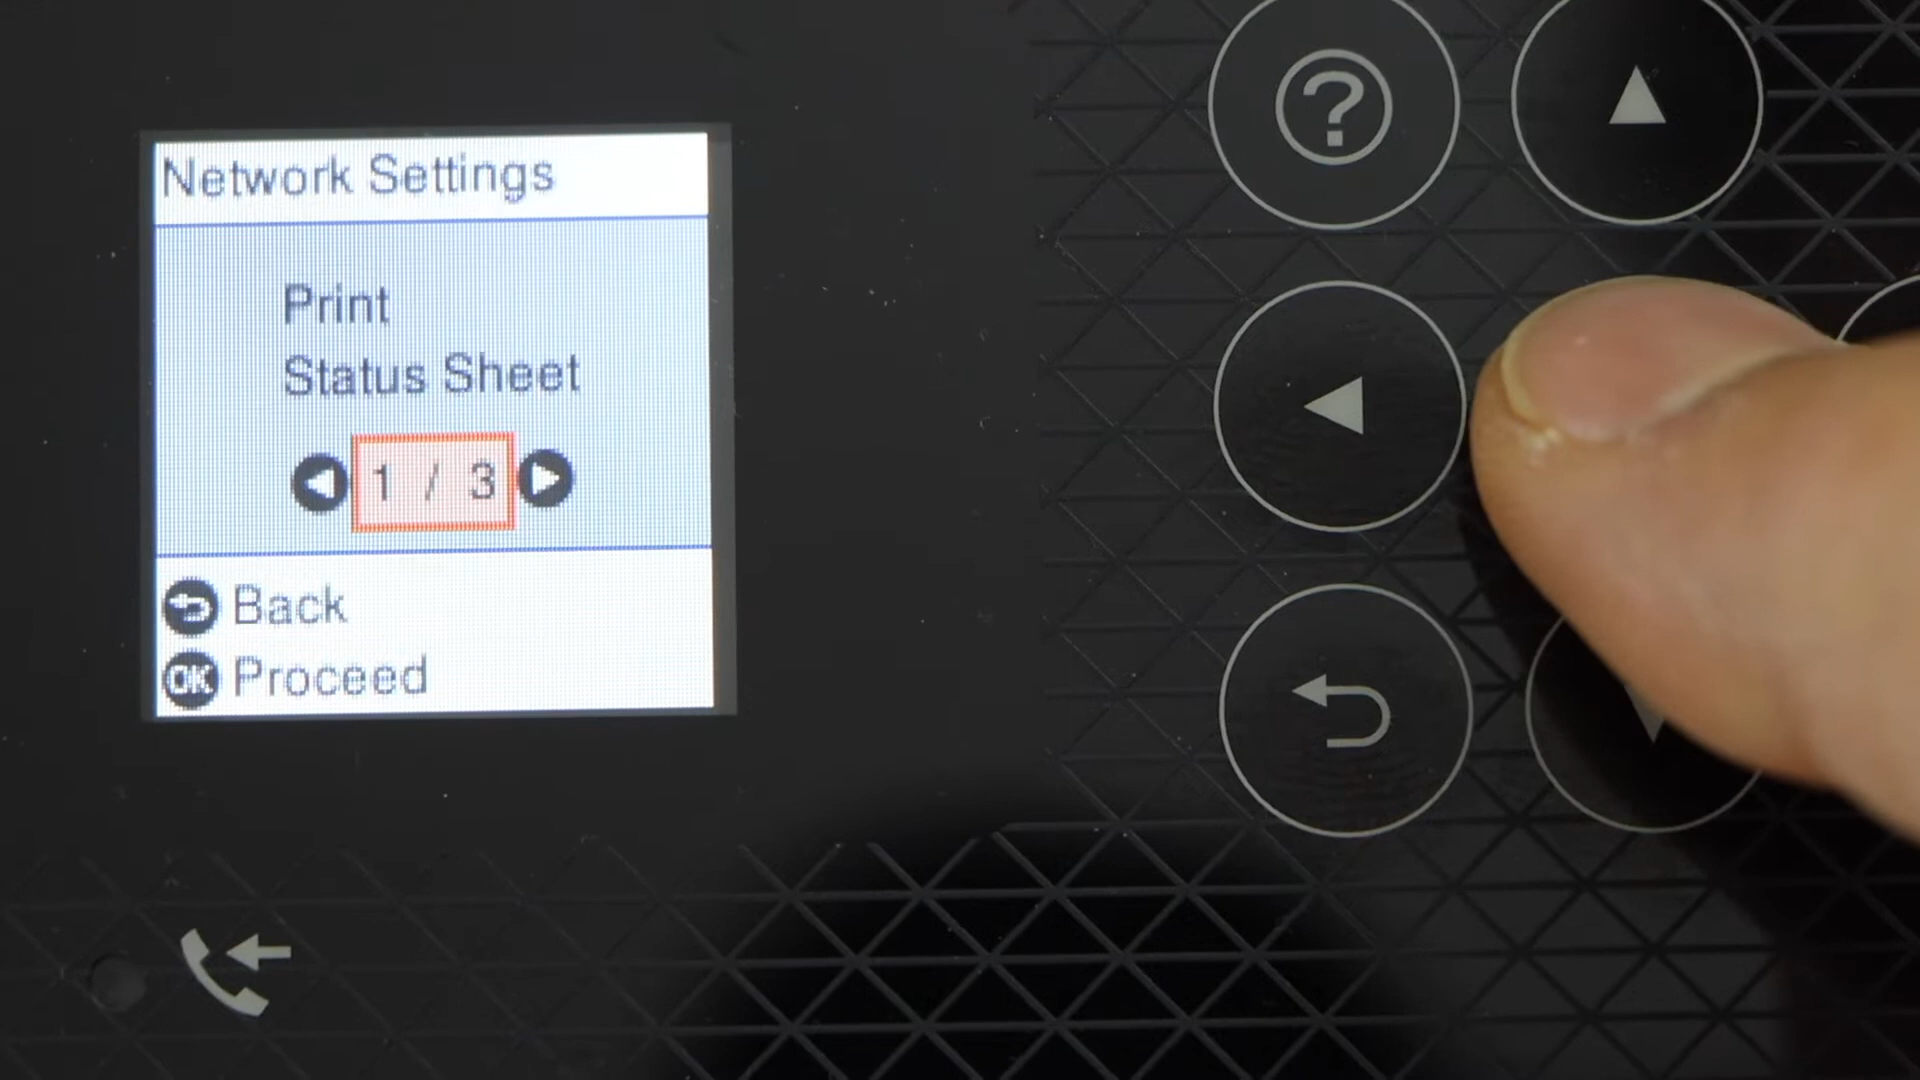 Network Settings
Print
Status Sheet
1 / 3
Back
OK Proceed
?